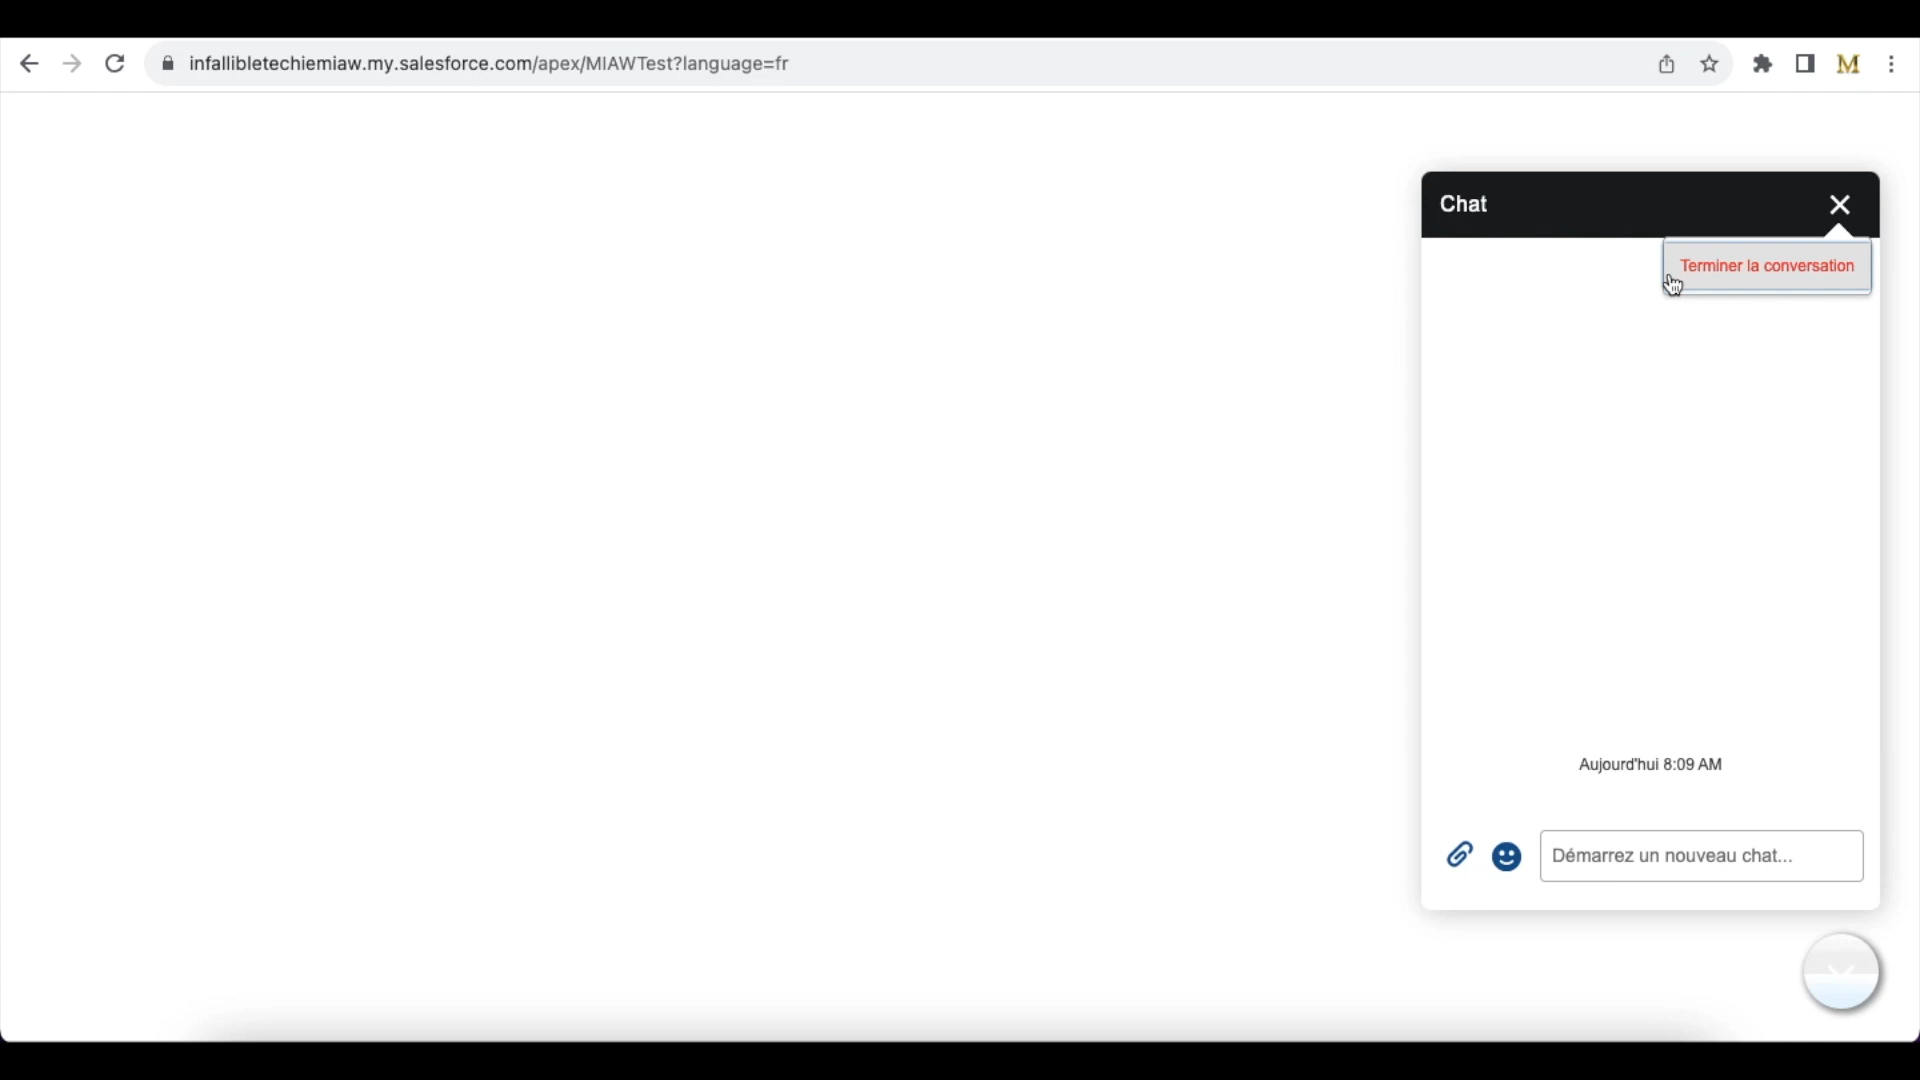 infallibletechiemiaw.my.salesforce.com/apex/MIAWTest?language=fr
M
Chat
Terminer la conversation
Aujourd'hui 8:09 AM
Démarrez un nouveau chat...